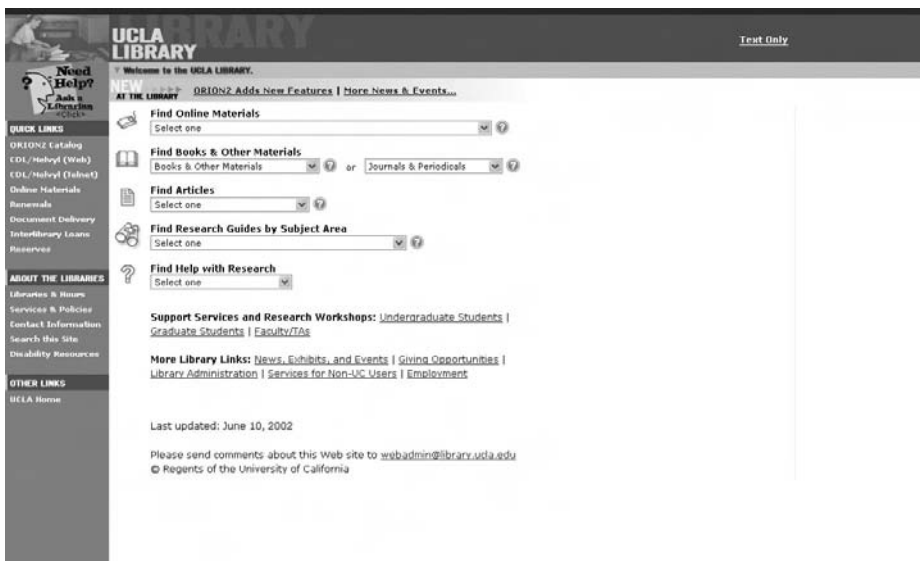 LIBRARY
UCLA
LIBRARY
Text Only
Need
Help?
Ask a
Librarian
<Click>
Welcome to the UCLA LIBRARY.
NEW
AT THE LIBRARY
ORION2 Adds New Features | More News & Events...
QUICK LINKS
ORION2 Catalog
CDL/Melvyl (Web)
CDL/Melvyl (Telnet)
Online Materials
Renewals
Document Delivery
Interlibrary Loans
Reserves
ABOUT THE LIBRARIES
Libraries & Hours
Services & Policies
Contact Information
Search this Site
Disability Resources
OTHER LINKS
UCLA Home
Find Online Materials
Select one
?
Find Books & Other Materials
Books & Other Materials ? or Journals & Periodicals ?
Find Articles
Select one
?
Find Research Guides by Subject Area
Select one
?
Find Help with Research
Select one
Support Services and Research Workshops: Undergraduate Students |
Graduate Students | Faculty/TAs
More Library Links: News, Exhibits, and Events | Giving Opportunities |
Library Administration | Services for Non-UC Users | Employment
Last updated: June 10, 2002
Please send comments about this Web site to webadmin@library.ucla.edu
© Regents of the University of California